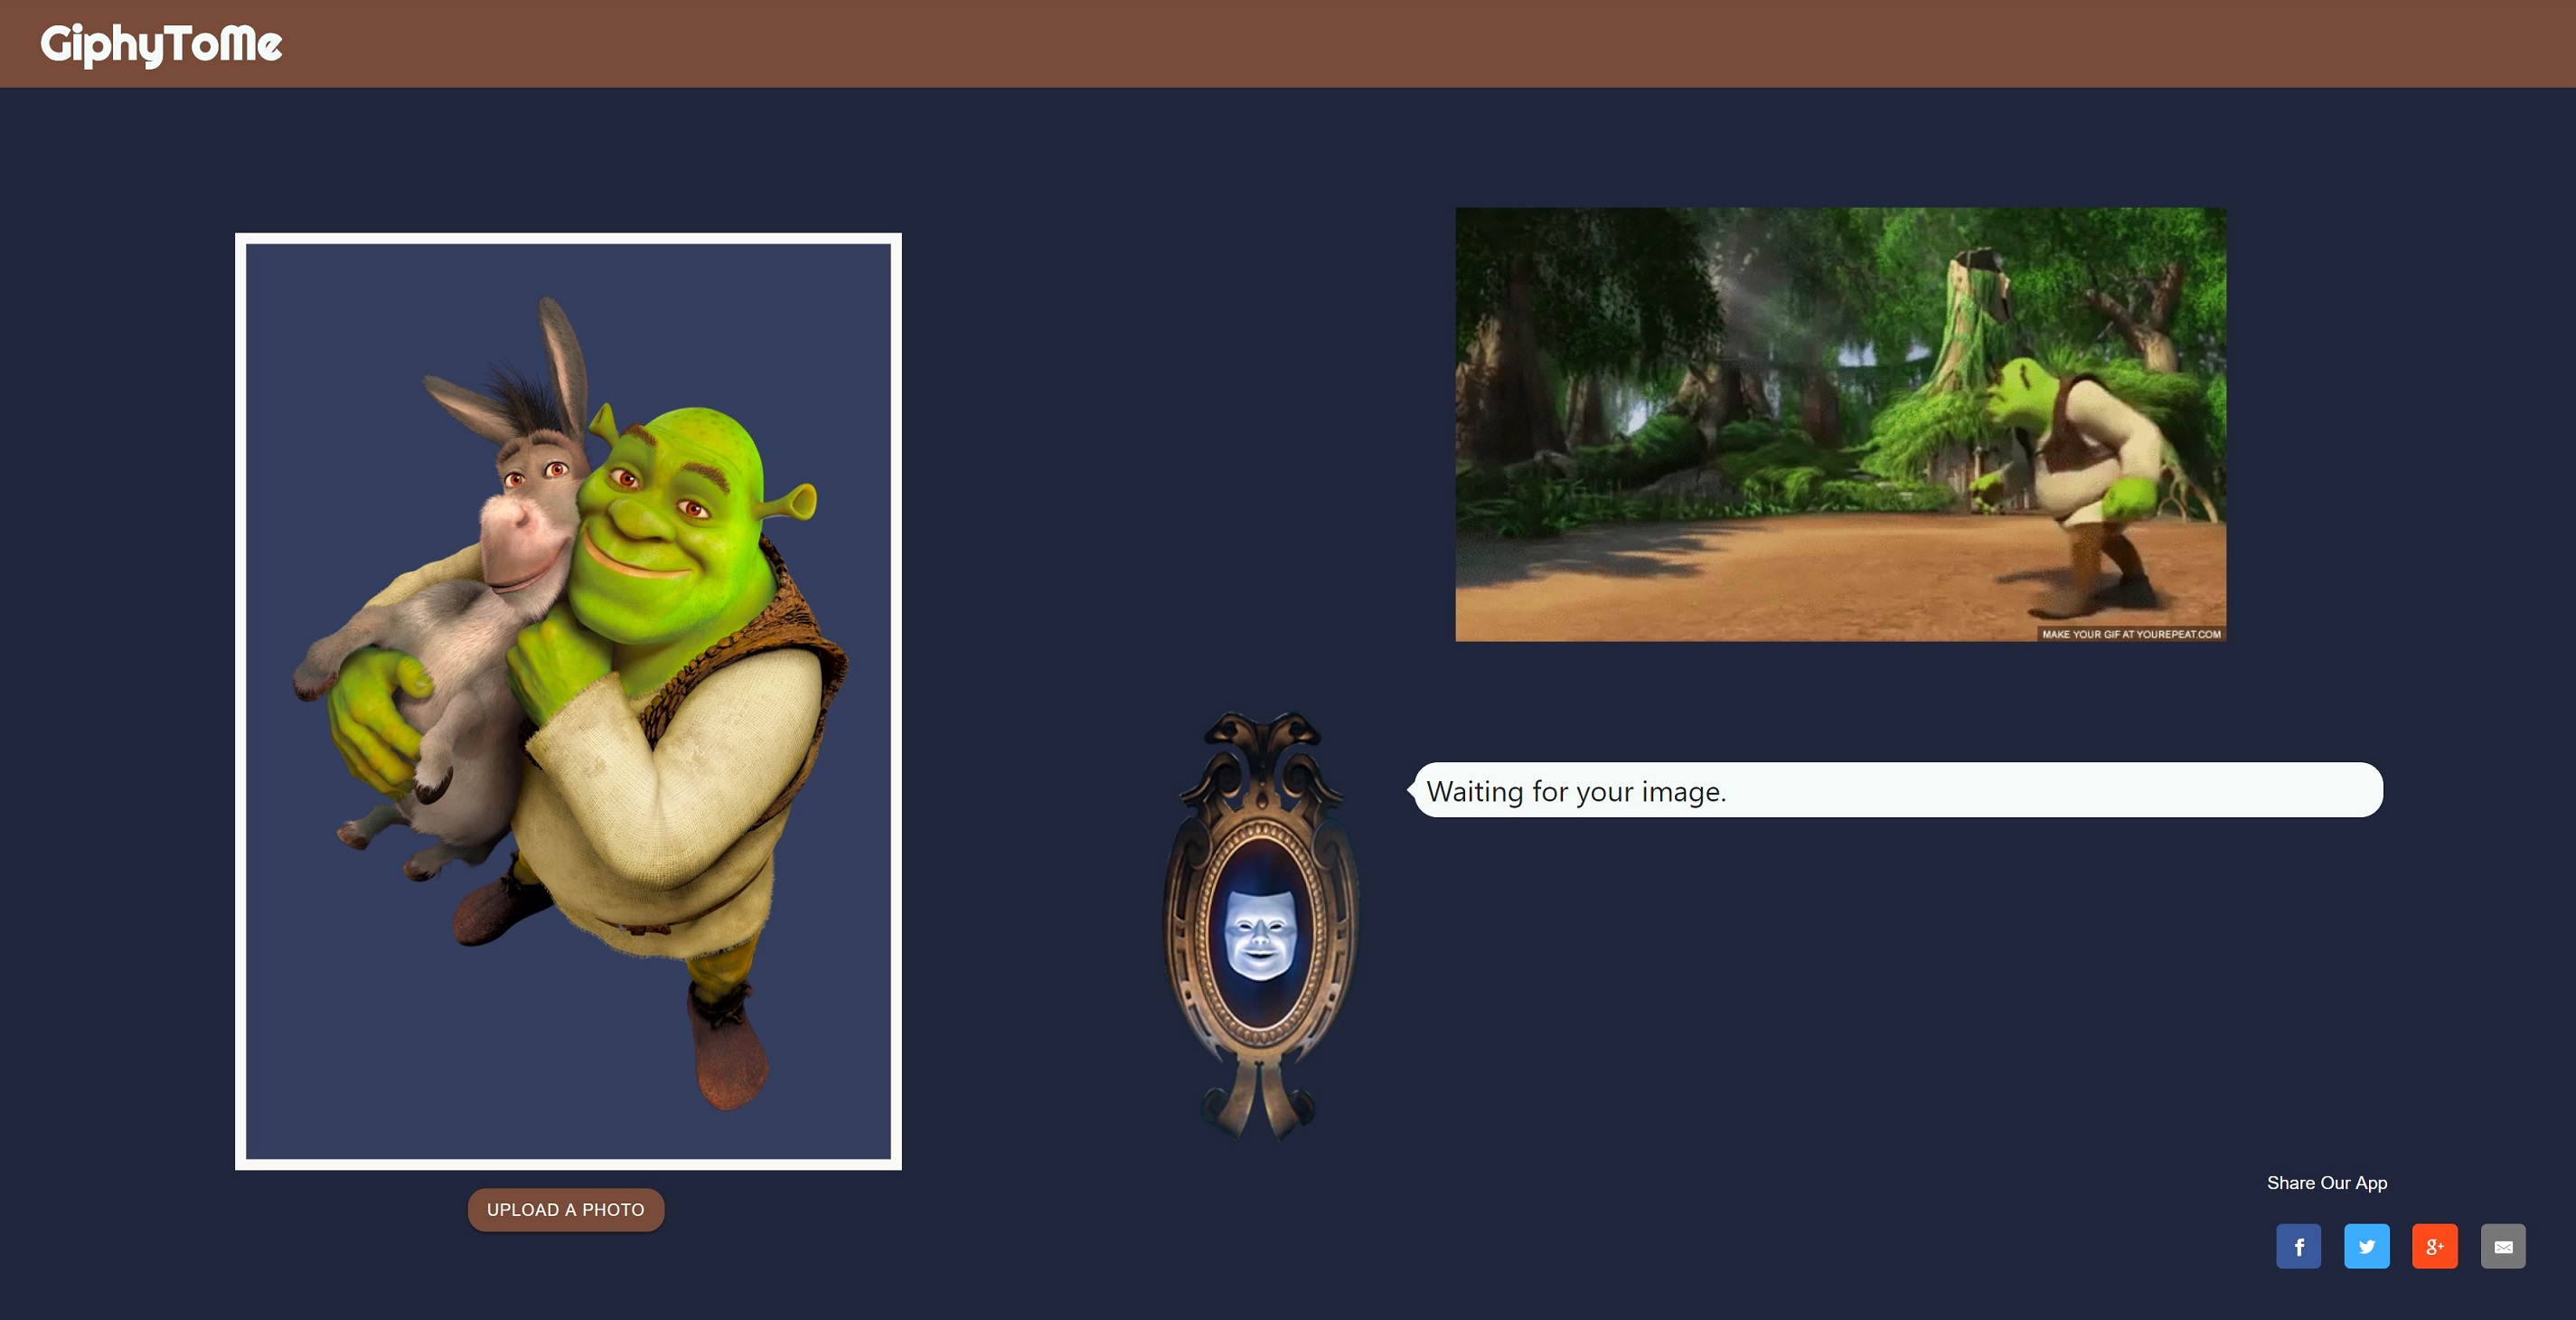 GiphyToMe
MAKE YOUR GIF AT YOUREPEAT.COM
Waiting for your image.
UPLOAD A PHOTO
Share Our App
f
g+